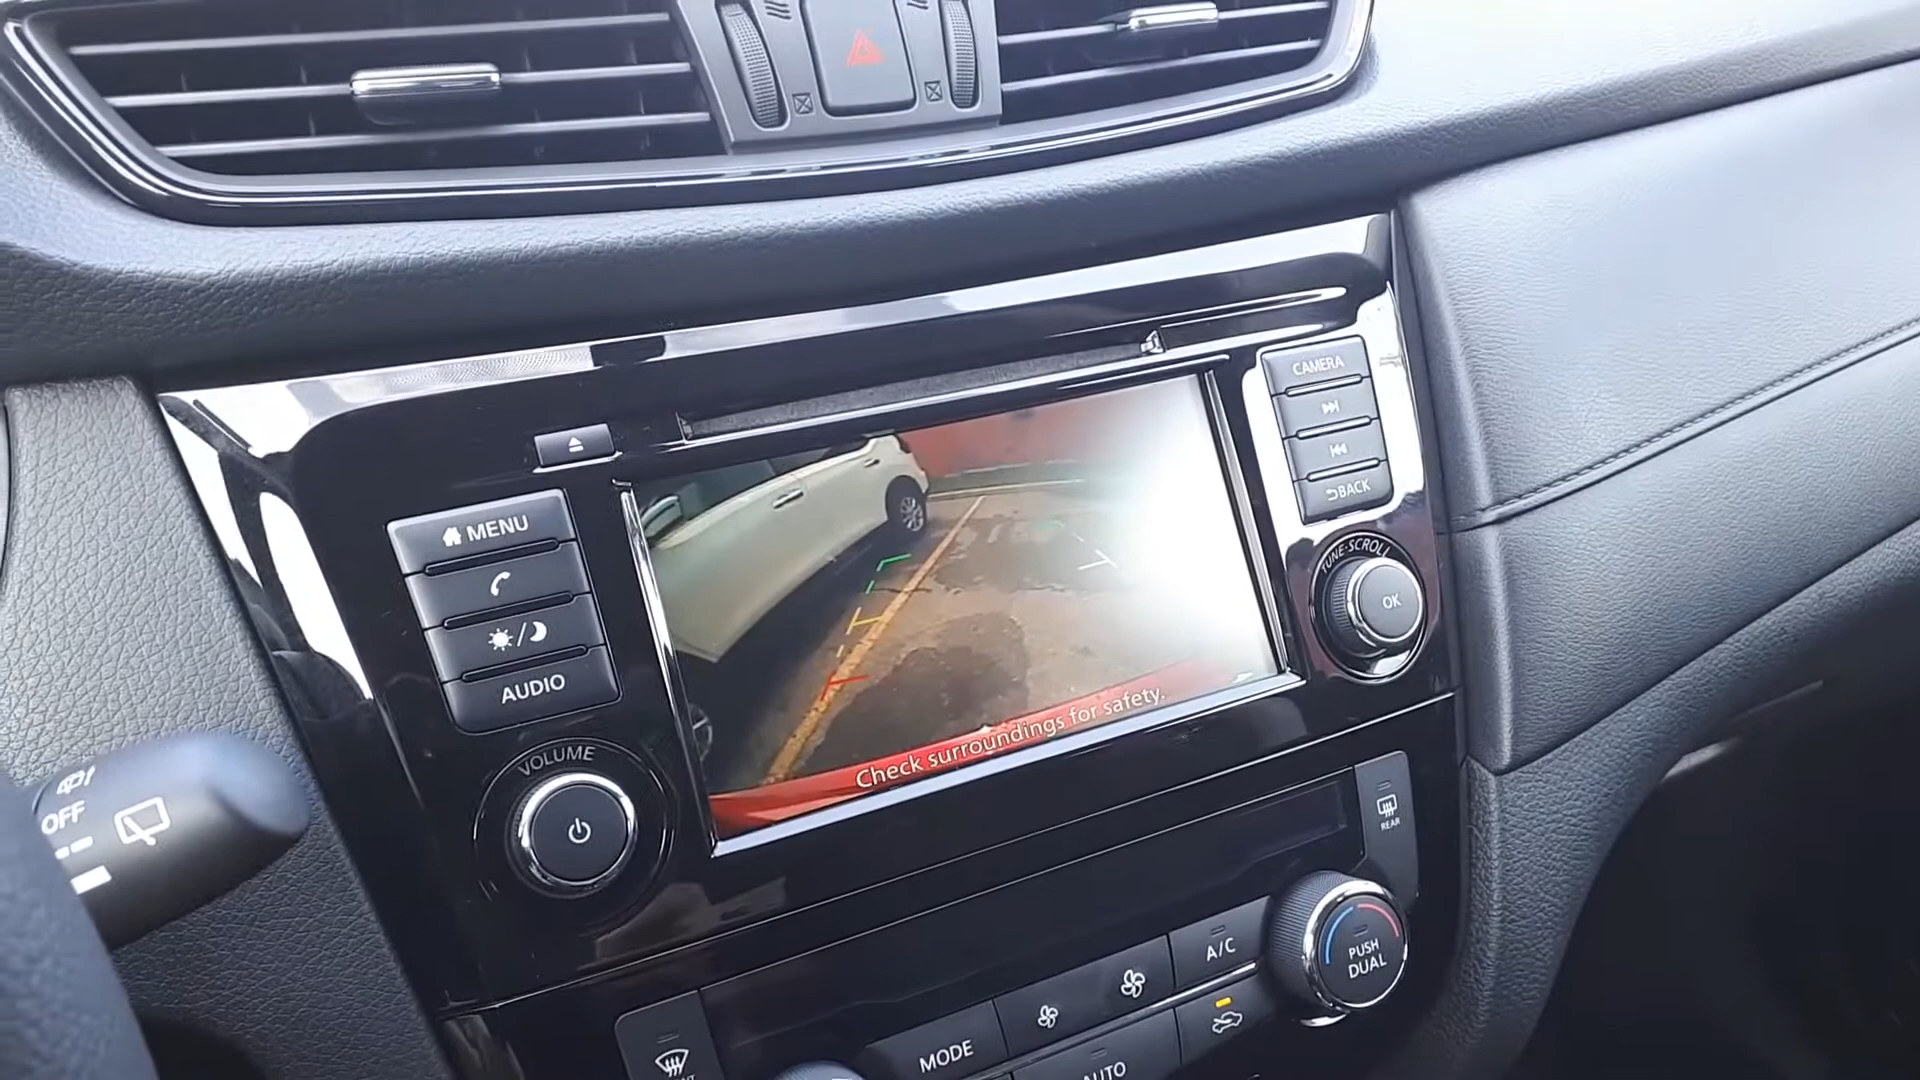 CAMERA
BACK
MENU
AUDIO
TUNE·SCROLL
OK
VOLUME
Check surroundings for safety.
OFF
REAR
PUSH
DUAL
A/C
MODE
AUTO